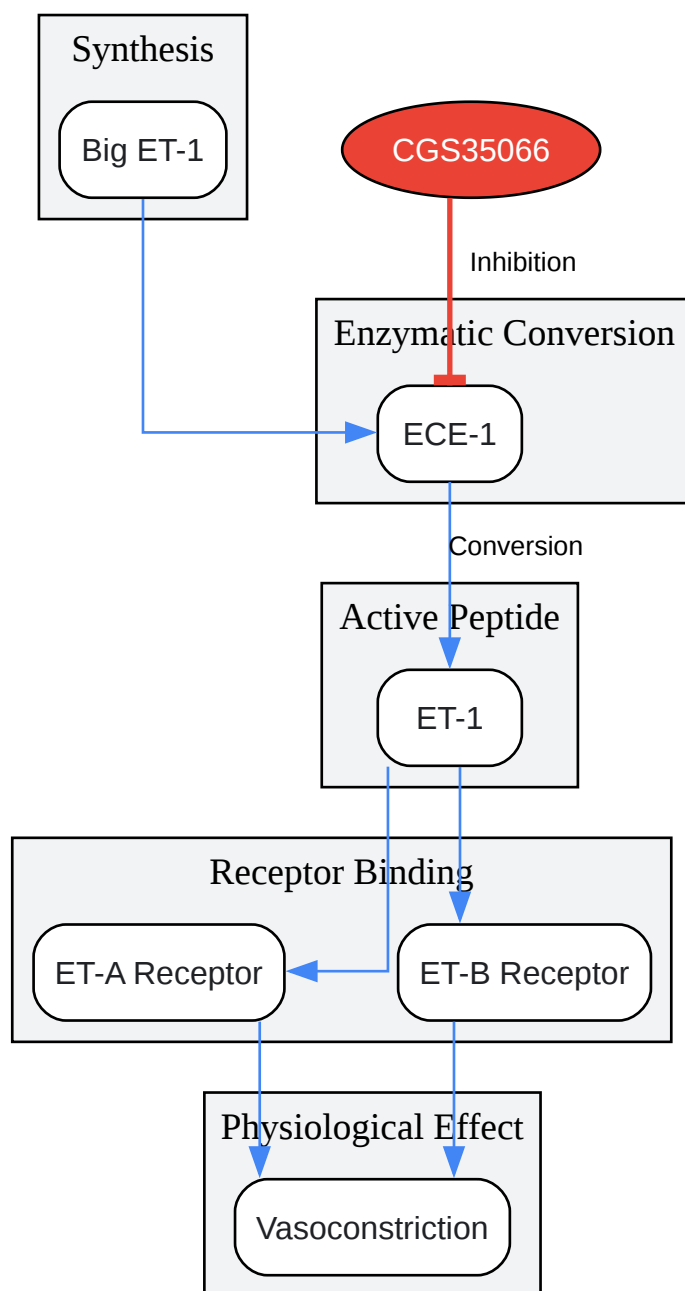 Synthesis
Big ET-1
CGS35066
Inhibition
Enzymatic Conversion
ECE-1
Conversion
Active Peptide
ET-1
Receptor Binding
ET-A Receptor
ET-B Receptor
Physiological Effect
Vasoconstriction